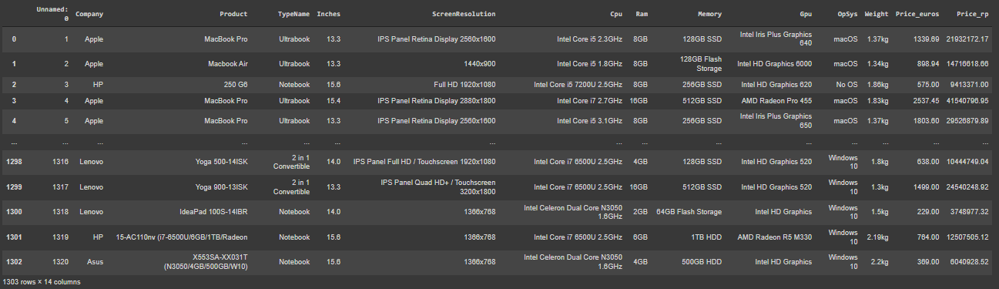 Unnamed: 0 Company Product TypeName Inches ScreenResolution Cpu Ram Memory Gpu OpSys Weight Price_euros Price_rp
0 1 Apple MacBook Pro Ultrabook 13.3 IPS Panel Retina Display 2560x1600 Intel Core i5 2.3GHz 8GB 128GB SSD Intel Iris Plus Graphics 640 macOS 1.37kg 1339.69 21932172.17
1 2 Apple Macbook Air Ultrabook 13.3 1440x900 Intel Core i5 1.8GHz 8GB 128GB Flash Storage Intel HD Graphics 6000 macOS 1.34kg 898.94 14716618.66
2 3 HP 250 G6 Notebook 15.6 Full HD 1920x1080 Intel Core i5 7200U 2.5GHz 8GB 256GB SSD Intel HD Graphics 620 No OS 1.86kg 575.00 9413371.00
3 4 Apple MacBook Pro Ultrabook 15.4 IPS Panel Retina Display 2880x1800 Intel Core i7 2.7GHz 16GB 512GB SSD AMD Radeon Pro 455 macOS 1.83kg 2537.45 41540796.95
4 5 Apple MacBook Pro Ultrabook 13.3 IPS Panel Retina Display 2560x1600 Intel Core i5 3.1GHz 8GB 256GB SSD Intel Iris Plus Graphics 650 macOS 1.37kg 1803.60 29526879.89
... ... ... ... ... ... ... ... ... ... ... ... ... ... ...
1298 1316 Lenovo Yoga 500-14ISK 2 in 1 Convertible 14.0 IPS Panel Full HD / Touchscreen 1920x1080 Intel Core i7 6500U 2.5GHz 4GB 128GB SSD Intel HD Graphics 520 Windows 10 1.8kg 638.00 10444749.04
1299 1317 Lenovo Yoga 900-13ISK 2 in 1 Convertible 13.3 IPS Panel Quad HD+ / Touchscreen 3200x1800 Intel Core i7 6500U 2.5GHz 16GB 512GB SSD Intel HD Graphics 520 Windows 10 1.3kg 1499.00 24540248.92
1300 1318 Lenovo IdeaPad 100S-14IBR Notebook 14.0 1366x768 Intel Celeron Dual Core N3050 1.6GHz 2GB 64GB Flash Storage Intel HD Graphics Windows 10 1.5kg 229.00 3748977.32
1301 1319 HP 15-AC110nv (i7-6500U/6GB/1TB/Radeon Notebook 15.6 1366x768 Intel Core i7 6500U 2.5GHz 6GB 1TB HDD AMD Radeon R5 M330 Windows 10 2.19kg 764.00 12507505.12
1302 1320 Asus X553SA-XX031T (N3050/4GB/500GB/W10) Notebook 15.6 1366x768 Intel Celeron Dual Core N3050 1.6GHz 4GB 500GB HDD Intel HD Graphics Windows 10 2.2kg 369.00 6040928.52
1303 rows × 14 columns